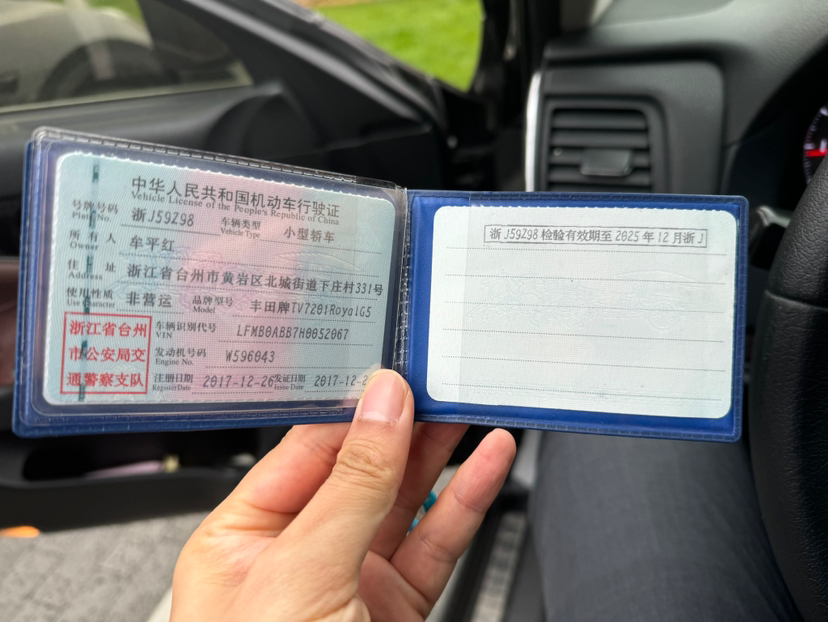 中华人民共和国机动车行驶证
Vehicle License of the People's Republic of China
号牌号码 浙J59Z98 车辆类型 小型轿车
Plate No. Vehicle Type
所有人 牟平红
Owner
住址 浙江省台州市黄岩区北城街道下庄村331号
Address
使用性质 非营运 品牌型号 丰田牌TV7201RoyalG5
Use Character Model
浙江省台州
市公安局交
通警察支队
车辆识别代号 LFMB0ABB7H0052067
VIN
发动机号码 W596043
Engine No.
注册日期 2017-12-26 发证日期 2017-12-2
Register Date Issue Date
浙J59Z98 检验有效期至 2025 年 12 月浙J